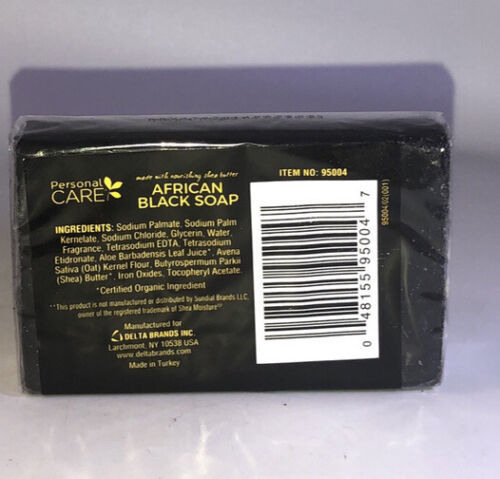 Personal
CARE
made with nourishing shea butter
AFRICAN
BLACK SOAP
INGREDIENTS: Sodium Palmate, Sodium Palm
Kernelate, Sodium Chloride, Glycerin, Water,
Fragrance, Tetrasodium EDTA, Tetrasodium
Etidronate, Aloe Barbadensis Leaf Juice*, Avena
Sativa (Oat) Kernel Flour, Butyrospermum Parkii
(Shea) Butter*, Iron Oxides, Tocopheryl Acetate.
*Certified Organic Ingredient
**This product is not manufactured or distributed by Sundial Brands LLC,
owner of the registered trademark of Shea Moisture®
Manufactured for
DELTA BRANDS INC.
Larchmont, NY 10538 USA
www.deltabrands.com
Made in Turkey
ITEM NO: 95004
0 48155 95004 7
95004/02(001)